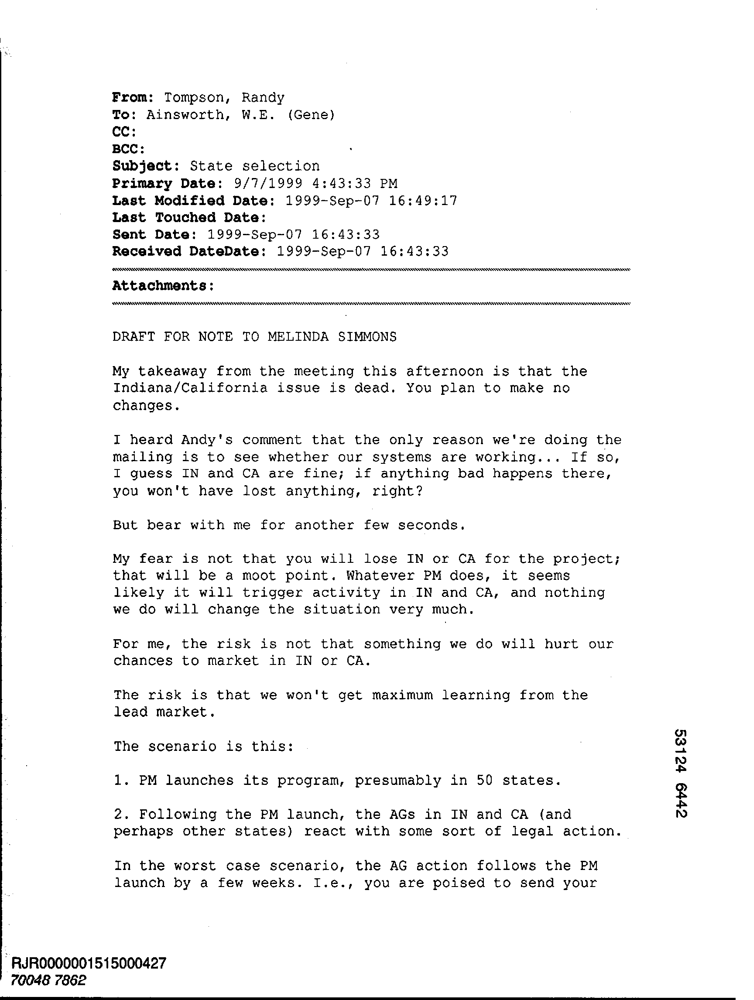 From: Tompson, Randy
To: Ainsworth, W.E. (Gene)
CC:
BCC:
Subject: State selection
Primary Date: 9/7/1999 4:43:33 PM
Last Modified Date: 1999-Sep-07 16:49:17
Last Touched Date:
Sent Date: 1999-Sep-07 16:43:33
Received DateDate: 1999-Sep-07 16:43:33
Attachments:
DRAFT FOR NOTE TO MELINDA SIMMONS
My takeaway from the meeting this afternoon is that the
Indiana/California issue is dead. You plan to make no
changes.
I heard Andy's comment that the only reason we're doing the
mailing is to see whether our systems are working... If so,
I guess IN and CA are fine; if anything bad happens there,
you won't have lost anything, right?
But bear with me for another few seconds.
My fear is not that you will lose IN or CA for the project;
that will be a moot point. Whatever PM does, it seems
likely it will trigger activity in IN and CA, and nothing
we do will change the situation very much.
For me, the risk is not that something we do will hurt our
chances to market in IN or CA.
The risk is that we won't get maximum learning from the
lead market.
The scenario is this:
1. PM launches its program, presumably in 50 states.
2. Following the PM launch, the AGs in IN and CA (and
perhaps other states) react with some sort of legal action.
In the worst case scenario, the AG action follows the PM
launch by a few weeks. I.e., you are poised to send your
53124 6442
RJR0000001515000427
70048 7862